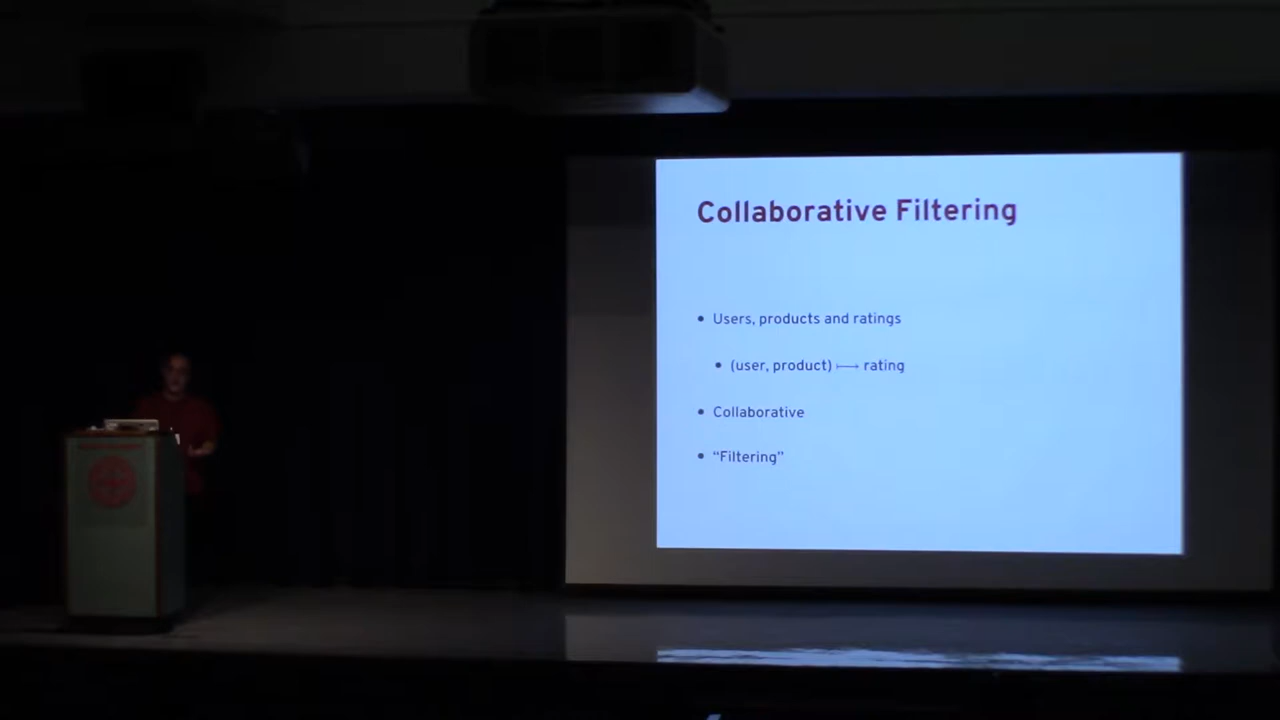 Collaborative Filtering
• Users, products and ratings
• (user, product) ⟼ rating
• Collaborative
• “Filtering”